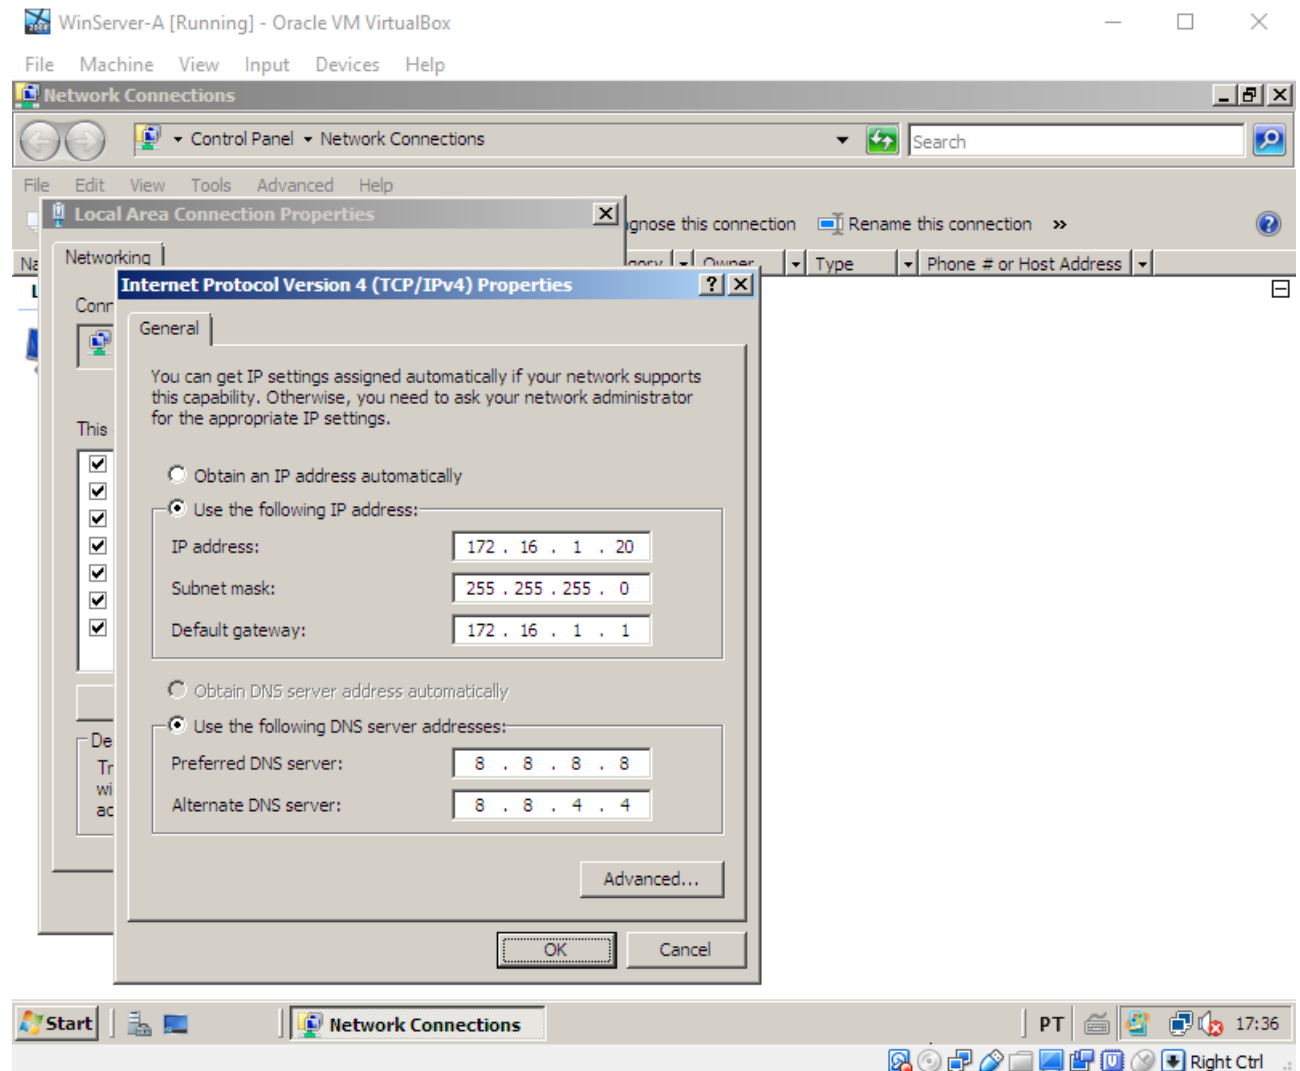 WinServer-A [Running] - Oracle VM VirtualBox
File Machine View Input Devices Help
Network Connections
Control Panel Network Connections
Search
File Edit View Tools Advanced Help
Local Area Connection Properties
this connection Rename this connection »
Networking
Owner Type Phone # or Host Address
Internet Protocol Version 4 (TCP/IPv4) Properties
General
You can get IP settings assigned automatically if your network supports
this capability. Otherwise, you need to ask your network administrator
for the appropriate IP settings.
This
Obtain an IP address automatically
Use the following IP address:
IP address: 172 . 16 . 1 . 20
Subnet mask: 255 . 255 . 255 . 0
Default gateway: 172 . 16 . 1 . 1
Obtain DNS server address automatically
Use the following DNS server addresses:
Preferred DNS server: 8 . 8 . 8 . 8
Alternate DNS server: 8 . 8 . 4 . 4
Advanced...
OK Cancel
Start Network Connections PT 17:36
Right Ctrl